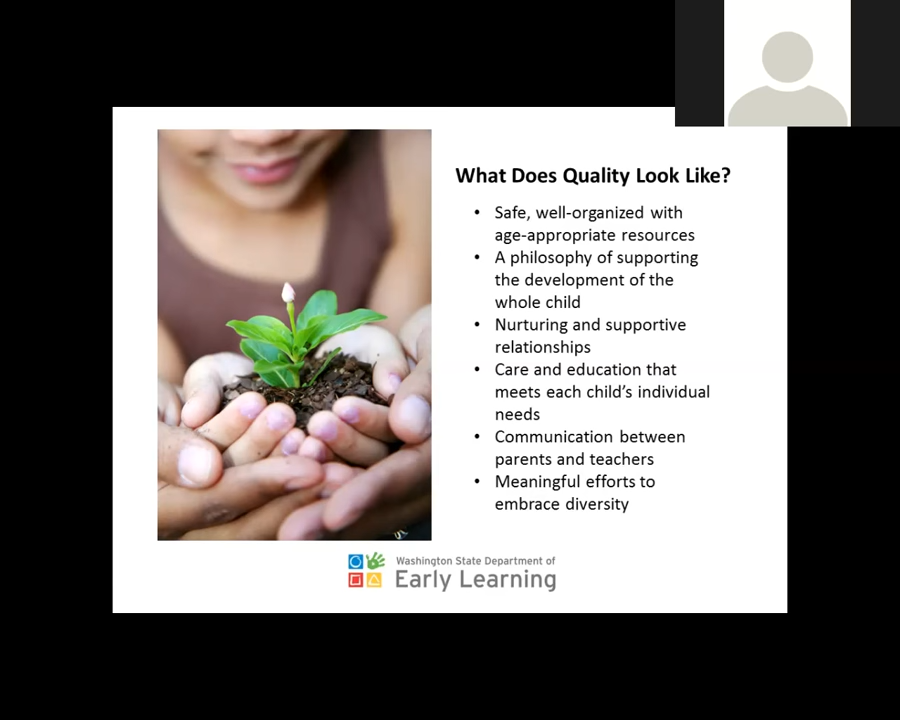 What Does Quality Look Like?
• Safe, well-organized with
age-appropriate resources
• A philosophy of supporting
the development of the
whole child
• Nurturing and supportive
relationships
• Care and education that
meets each child's individual
needs
• Communication between
parents and teachers
• Meaningful efforts to
embrace diversity
Washington State Department of
Early Learning